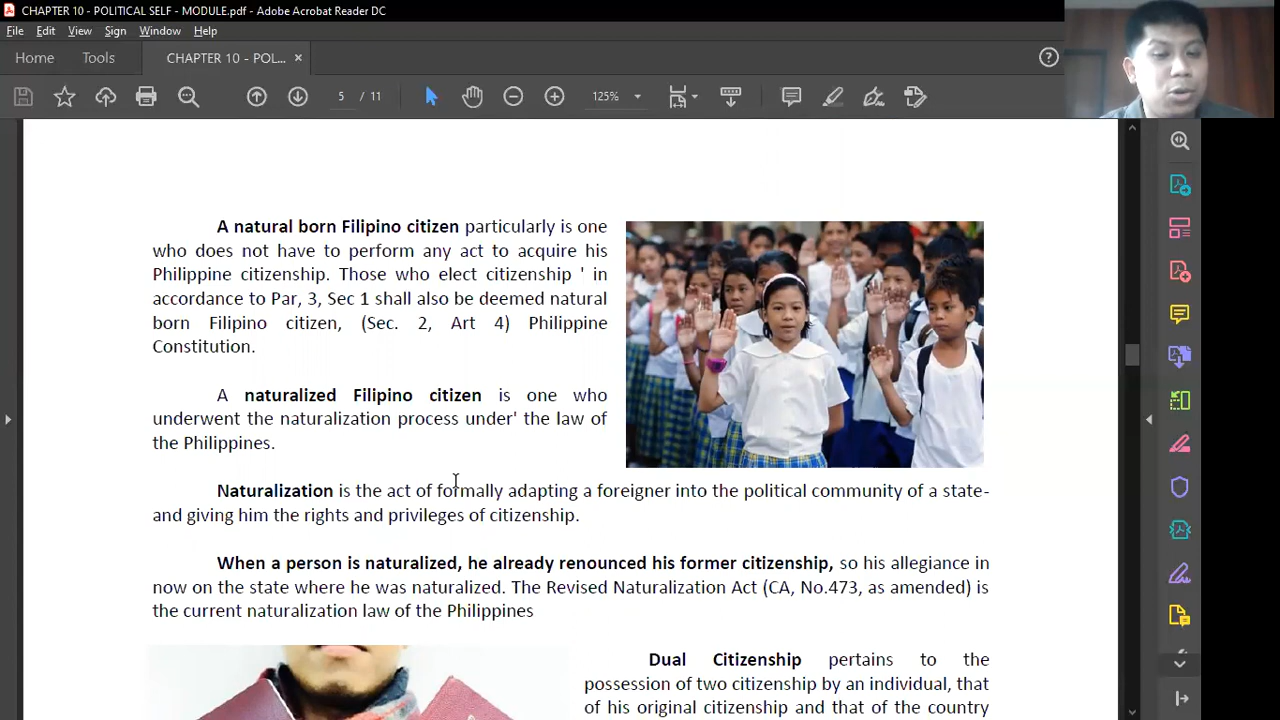 CHAPTER 10 - POLITICAL SELF - MODULE.pdf - Adobe Acrobat Reader DC
File Edit View Sign Window Help
Home Tools CHAPTER 10 - POL... ×
5 / 11 125%
A natural born Filipino citizen particularly is one
who does not have to perform any act to acquire his
Philippine citizenship. Those who elect citizenship ' in
accordance to Par, 3, Sec 1 shall also be deemed natural
born Filipino citizen, (Sec. 2, Art 4) Philippine
Constitution.
A naturalized Filipino citizen is one who
underwent the naturalization process under' the law of
the Philippines.
Naturalization is the act of formally adapting a foreigner into the political community of a state-
and giving him the rights and privileges of citizenship.
When a person is naturalized, he already renounced his former citizenship, so his allegiance in
now on the state where he was naturalized. The Revised Naturalization Act (CA, No.473, as amended) is
the current naturalization law of the Philippines
Dual Citizenship pertains to the
possession of two citizenship by an individual, that
of his original citizenship and that of the country